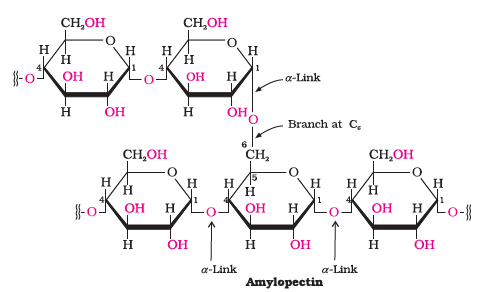 CH₂OH CH₂OH
O O
H H H H H H
4 1 4 1
O OH H O OH H α-Link
H OH H OH
O
Branch at C₆
6
CH₂OH CH₂ CH₂OH
O 5 O O
H H H H H H H H
4 1 4 1 4 1
O OH H O OH H O OH H O
H OH H OH H OH
α-Link α-Link
Amylopectin